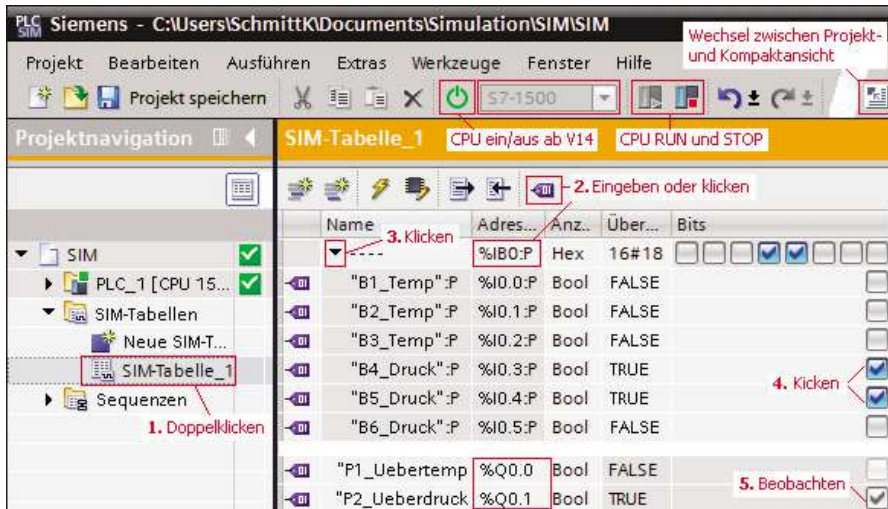 PLC SIM Siemens - C:\Users\SchmittK\Documents\Simulation\SIM\SIM
Wechsel zwischen Projekt-
und Kompaktansicht
Projekt Bearbeiten Ausführen Extras Werkzeuge Fenster Hilfe
Projekt speichern S7-1500
Projektnavigation
SIM-Tabelle_1
CPU ein/aus ab V14 CPU RUN und STOP
2. Eingeben oder klicken
Name Adres... Anz.. Über... Bits
3. Klicken
---- %IB0:P Hex 16#18
SIM
PLC_1 [CPU 15...
SIM-Tabellen
Neue SIM-T...
SIM-Tabelle_1
Sequenzen
1. Doppelklicken
"B1_Temp":P %I0.0:P Bool FALSE
"B2_Temp":P %I0.1:P Bool FALSE
"B3_Temp":P %I0.2:P Bool FALSE
"B4_Druck":P %I0.3:P Bool TRUE
"B5_Druck":P %I0.4:P Bool TRUE
4. Kicken
"B6_Druck":P %I0.5:P Bool FALSE
"P1_Uebertemp %Q0.0 Bool FALSE
"P2_Ueberdruck %Q0.1 Bool TRUE
5. Beobachten